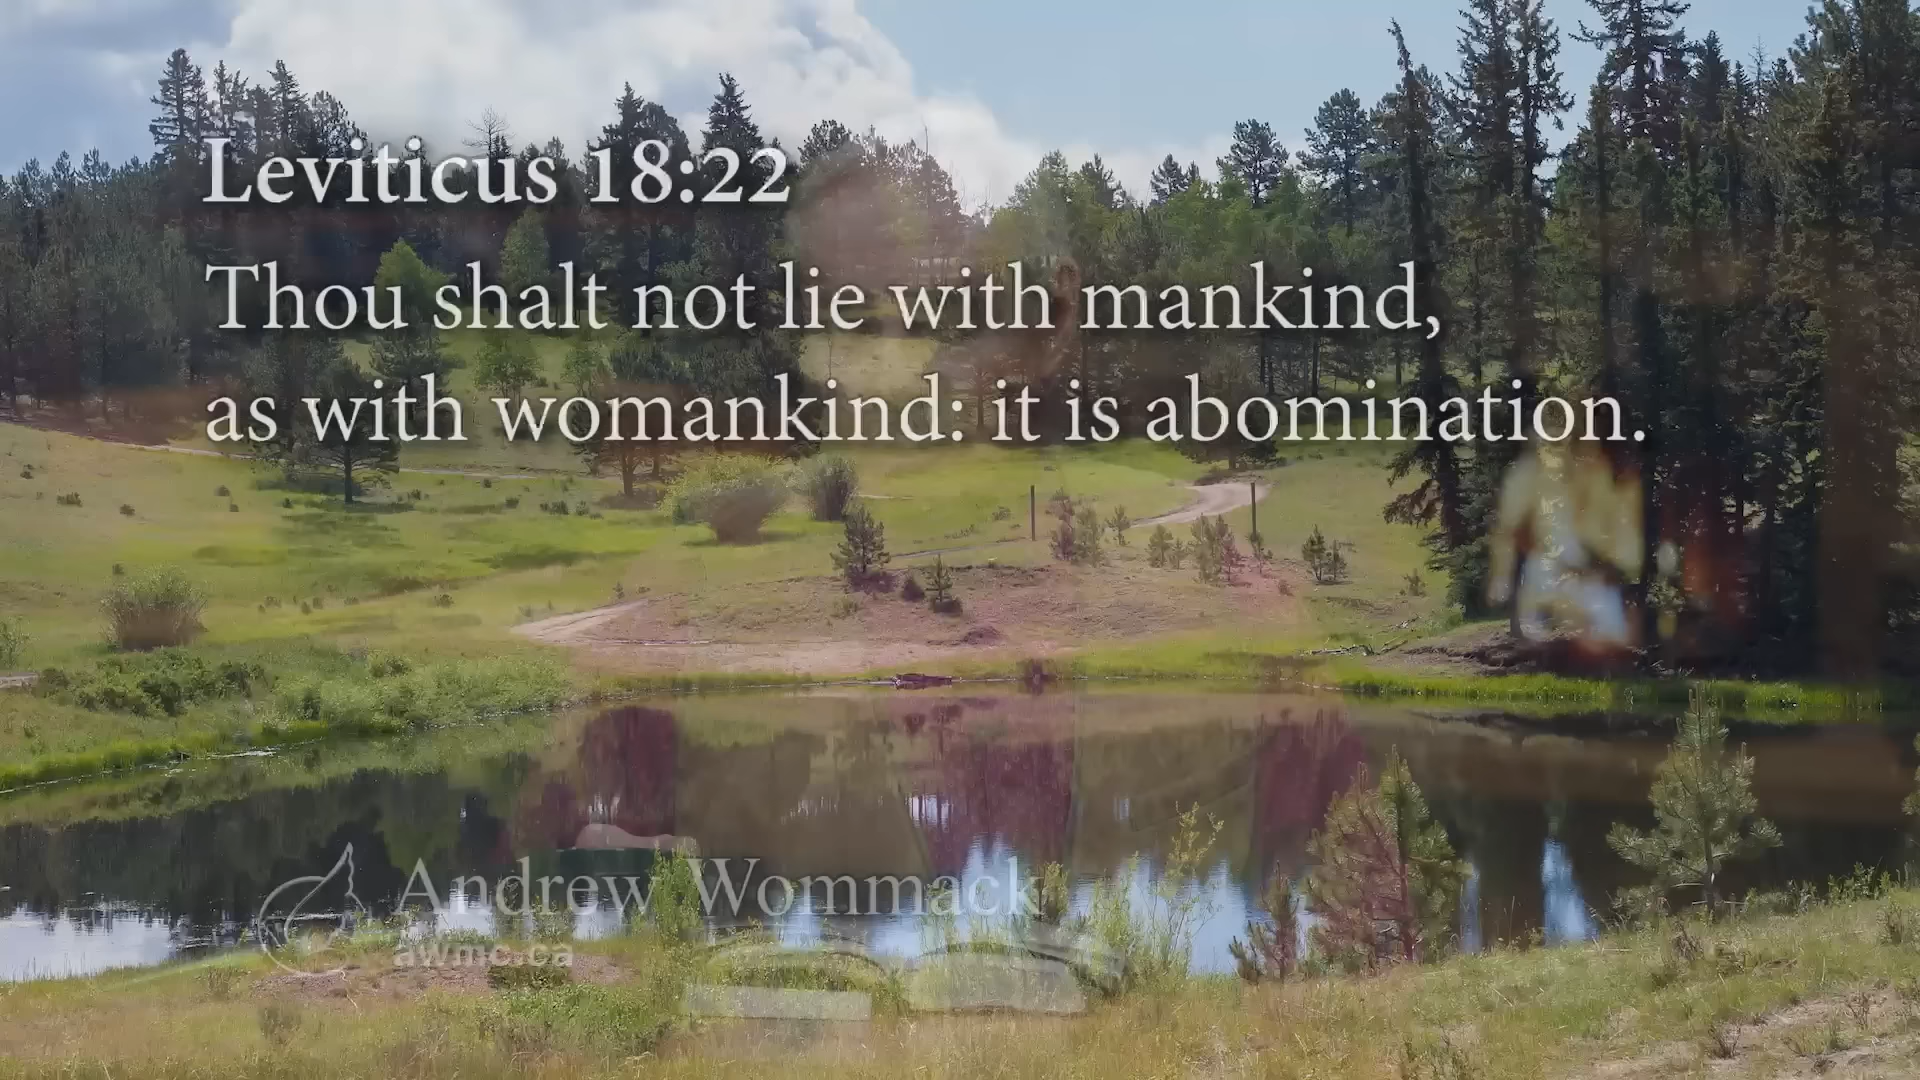 Leviticus 18:22
Thou shalt not lie with mankind,
as with womankind: it is abomination.
Andrew Wommack
awmc.ca